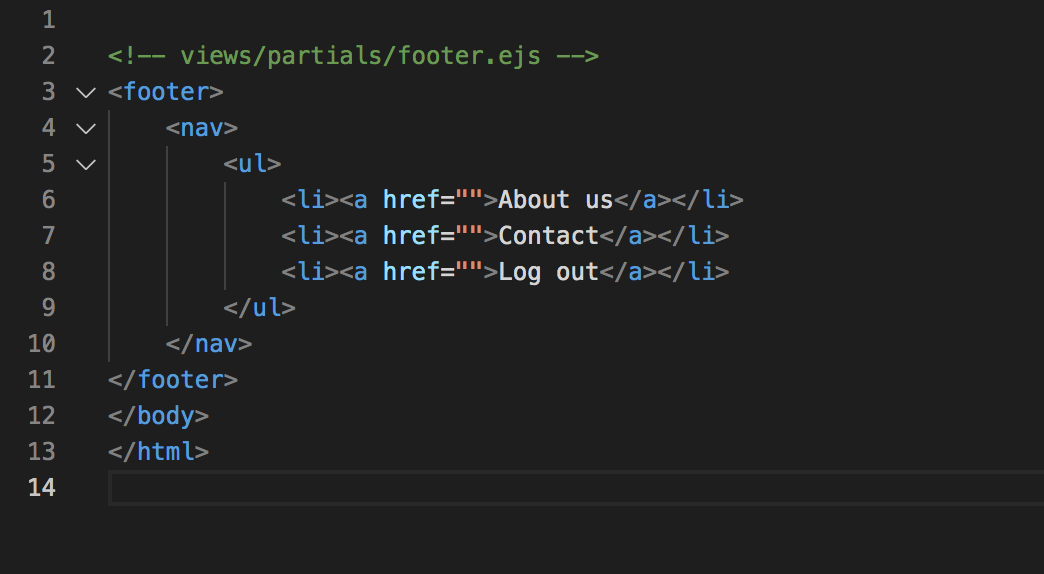 1
2 <!-- views/partials/footer.ejs -->
3 <footer>
4     <nav>
5         <ul>
6             <li><a href="">About us</a></li>
7             <li><a href="">Contact</a></li>
8             <li><a href="">Log out</a></li>
9         </ul>
10     </nav>
11 </footer>
12 </body>
13 </html>
14